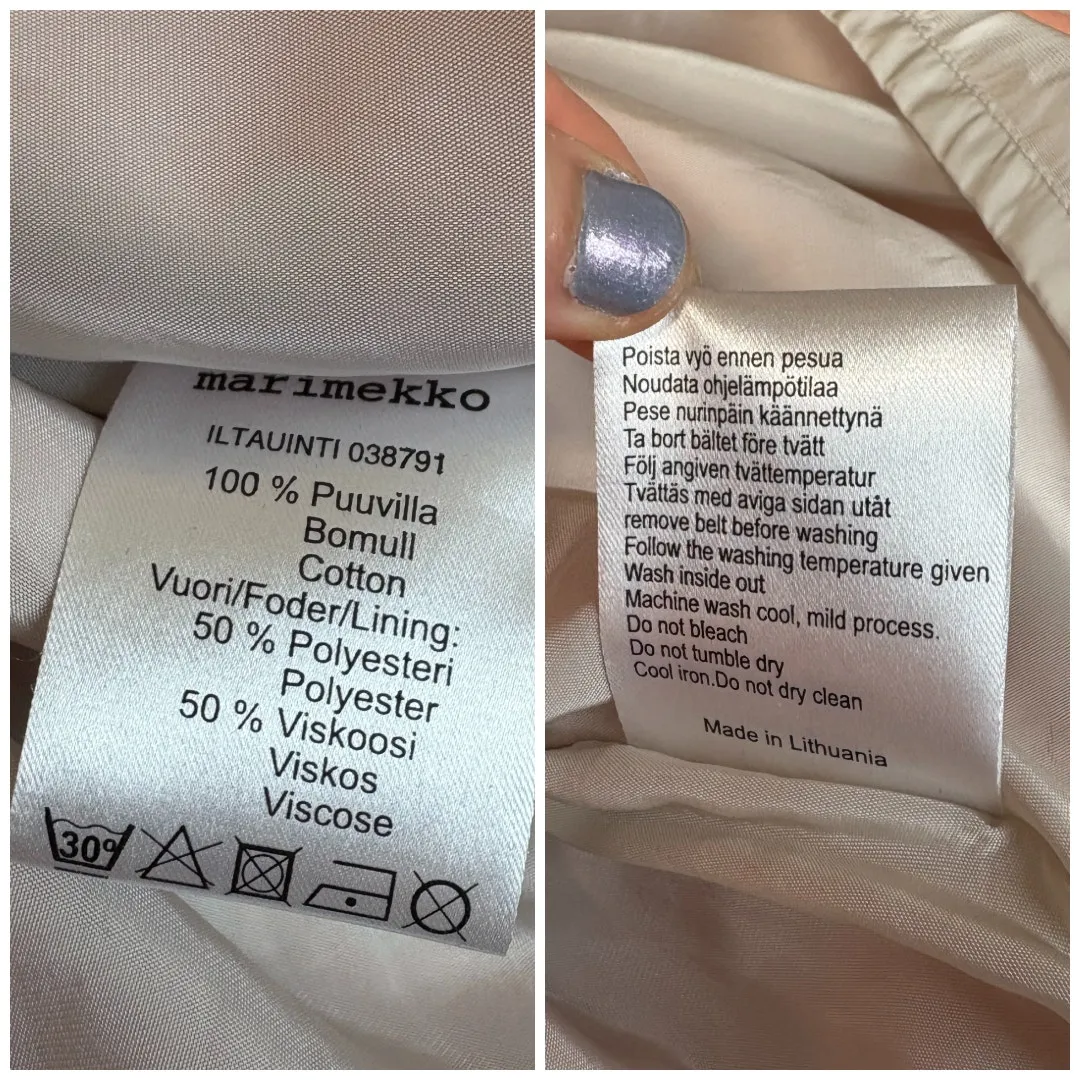 marimekko
ILTAUINTI 038791
100 % Puuvilla
Bomull
Cotton
Vuori/Foder/Lining:
50 % Polyesteri
Polyester
50 % Viskoosi
Viskos
Viscose
30°
Poista vyö ennen pesua
Noudata ohjelämpötilaa
Pese nurinpäin käännettynä
Ta bort bältet före tvätt
Följ angiven tvättemperatur
Tvättäs med aviga sidan utåt
remove belt before washing
Follow the washing temperature given
Wash inside out
Machine wash cool, mild process.
Do not bleach
Do not tumble dry
Cool iron.Do not dry clean
Made in Lithuania